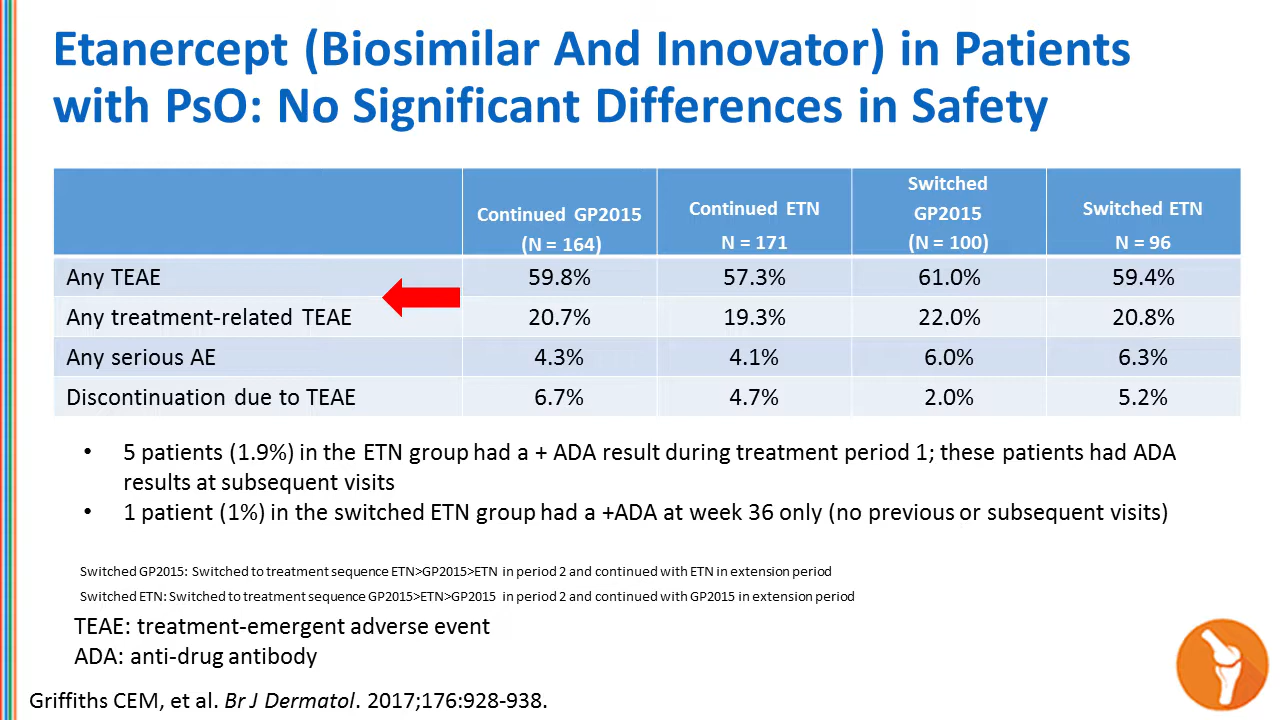 Etanercept (Biosimilar And Innovator) in Patients
with PsO: No Significant Differences in Safety
Continued GP2015
(N = 164)
Continued ETN
N = 171
Switched
GP2015
(N = 100)
Switched ETN
N = 96
Any TEAE 59.8% 57.3% 61.0% 59.4%
Any treatment-related TEAE 20.7% 19.3% 22.0% 20.8%
Any serious AE 4.3% 4.1% 6.0% 6.3%
Discontinuation due to TEAE 6.7% 4.7% 2.0% 5.2%
• 5 patients (1.9%) in the ETN group had a + ADA result during treatment period 1; these patients had ADA
results at subsequent visits
• 1 patient (1%) in the switched ETN group had a +ADA at week 36 only (no previous or subsequent visits)
Switched GP2015: Switched to treatment sequence ETN>GP2015>ETN in period 2 and continued with ETN in extension period
Switched ETN: Switched to treatment sequence GP2015>ETN>GP2015 in period 2 and continued with GP2015 in extension period
TEAE: treatment-emergent adverse event
ADA: anti-drug antibody
Griffiths CEM, et al. Br J Dermatol. 2017;176:928-938.